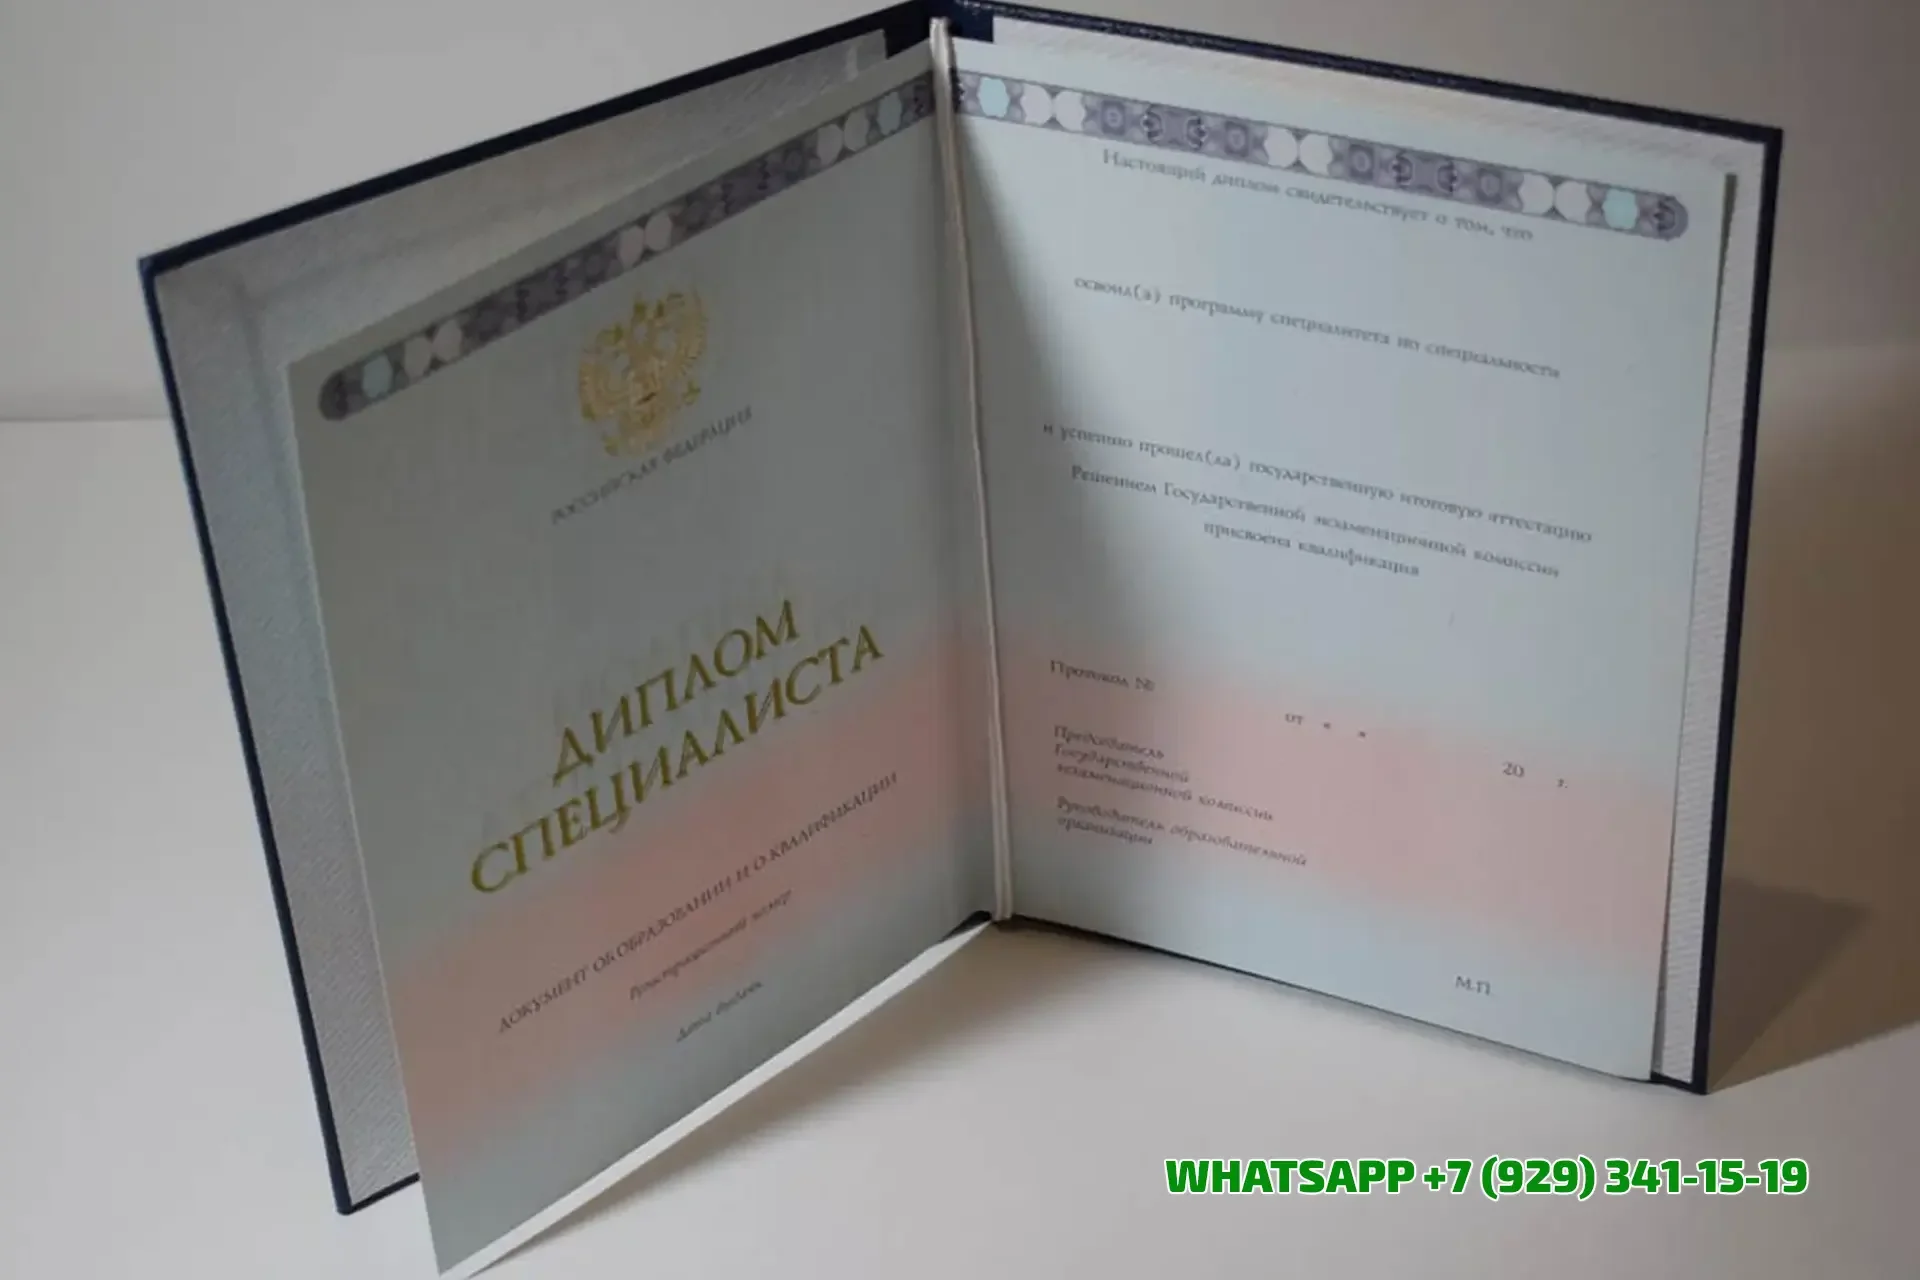 РОССИЙСКАЯ ФЕДЕРАЦИЯ
ДИПЛОМ
СПЕЦИАЛИСТА
ДОКУМЕНТ ОБ ОБРАЗОВАНИИ И О КВАЛИФИКАЦИИ
Регистрационный номер
Дата выдачи
Настоящий диплом свидетельствует о том, что
освоил(а) программу специалитета по специальности
и успешно прошел(ла) государственную итоговую аттестацию
Решением Государственной экзаменационной комиссии
присвоена квалификация
Протокол №
от « » 20 г.
Председатель
Государственной
экзаменационной комиссии
Руководитель образовательной
организации
М.П.
WHATSAPP +7 (929) 341-15-19